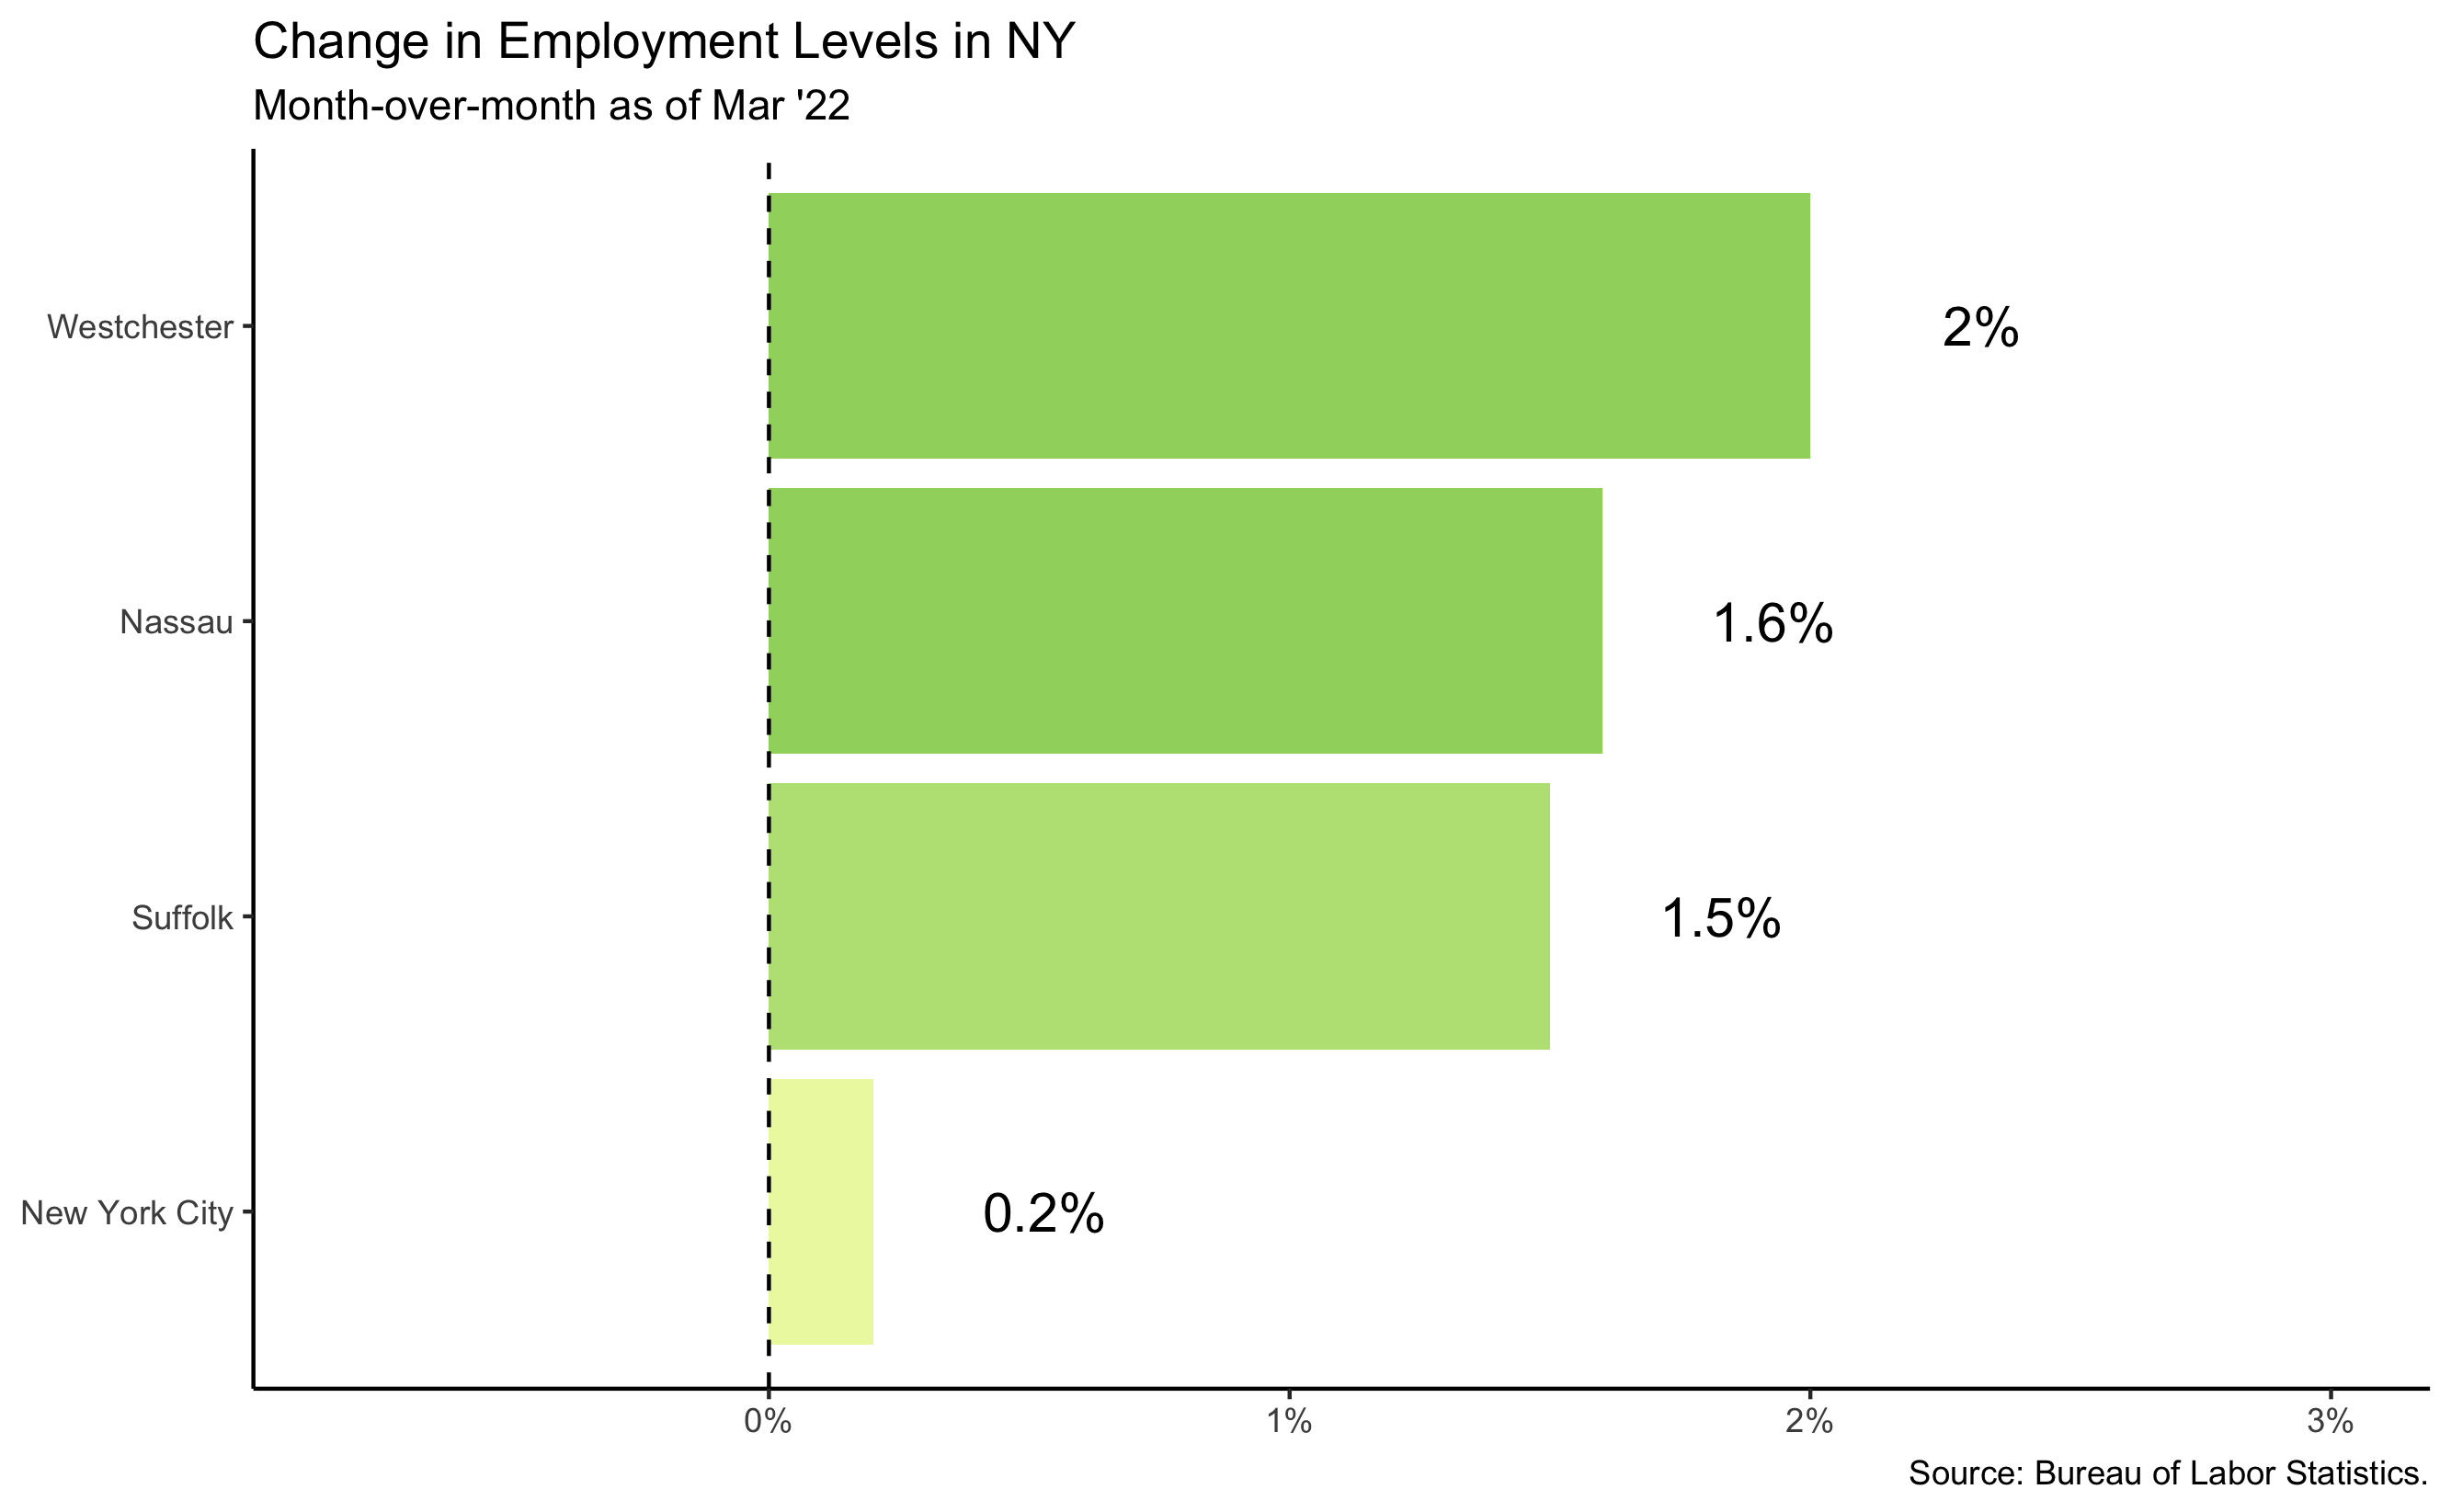 Change in Employment Levels in NY
Month-over-month as of Mar '22
Westchester
2%
Nassau
1.6%
Suffolk
1.5%
New York City
0.2%
0%
1%
2%
3%
Source: Bureau of Labor Statistics.